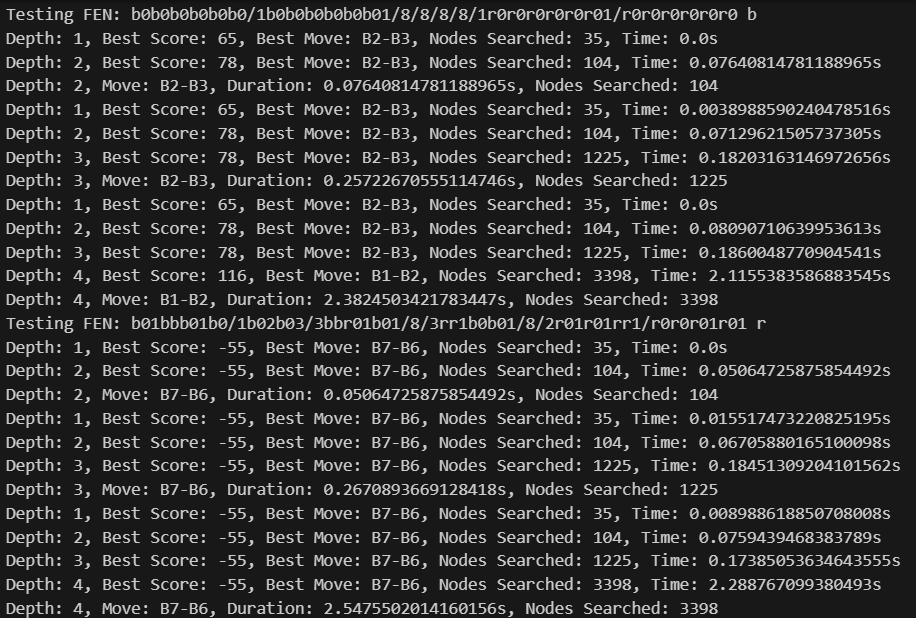 Testing FEN: b0b0b0b0b0b0/1b0b0b0b0b0b01/8/8/8/8/1r0r0r0r0r0r01/r0r0r0r0r0r0 b
Depth: 1, Best Score: 65, Best Move: B2-B3, Nodes Searched: 35, Time: 0.0s
Depth: 2, Best Score: 78, Best Move: B2-B3, Nodes Searched: 104, Time: 0.07640814781188965s
Depth: 2, Move: B2-B3, Duration: 0.07640814781188965s, Nodes Searched: 104
Depth: 1, Best Score: 65, Best Move: B2-B3, Nodes Searched: 35, Time: 0.0038988590240478516s
Depth: 2, Best Score: 78, Best Move: B2-B3, Nodes Searched: 104, Time: 0.07129621505737305s
Depth: 3, Best Score: 78, Best Move: B2-B3, Nodes Searched: 1225, Time: 0.18203163146972656s
Depth: 3, Move: B2-B3, Duration: 0.25722670555114746s, Nodes Searched: 1225
Depth: 1, Best Score: 65, Best Move: B2-B3, Nodes Searched: 35, Time: 0.0s
Depth: 2, Best Score: 78, Best Move: B2-B3, Nodes Searched: 104, Time: 0.08090710639953613s
Depth: 3, Best Score: 78, Best Move: B2-B3, Nodes Searched: 1225, Time: 0.1860048770904541s
Depth: 4, Best Score: 116, Best Move: B1-B2, Nodes Searched: 3398, Time: 2.1155383586883545s
Depth: 4, Move: B1-B2, Duration: 2.3824503421783447s, Nodes Searched: 3398
Testing FEN: b01bbb01b0/1b02b03/3bbr01b01/8/3rr1b0b01/8/2r01r01rr1/r0r0r01r01 r
Depth: 1, Best Score: -55, Best Move: B7-B6, Nodes Searched: 35, Time: 0.0s
Depth: 2, Best Score: -55, Best Move: B7-B6, Nodes Searched: 104, Time: 0.05064725875854492s
Depth: 2, Move: B7-B6, Duration: 0.05064725875854492s, Nodes Searched: 104
Depth: 1, Best Score: -55, Best Move: B7-B6, Nodes Searched: 35, Time: 0.015517473220825195s
Depth: 2, Best Score: -55, Best Move: B7-B6, Nodes Searched: 104, Time: 0.06705880165100098s
Depth: 3, Best Score: -55, Best Move: B7-B6, Nodes Searched: 1225, Time: 0.18451309204101562s
Depth: 3, Move: B7-B6, Duration: 0.2670893669128418s, Nodes Searched: 1225
Depth: 1, Best Score: -55, Best Move: B7-B6, Nodes Searched: 35, Time: 0.008988618850708008s
Depth: 2, Best Score: -55, Best Move: B7-B6, Nodes Searched: 104, Time: 0.0759439468383789s
Depth: 3, Best Score: -55, Best Move: B7-B6, Nodes Searched: 1225, Time: 0.17385053634643555s
Depth: 4, Best Score: -55, Best Move: B7-B6, Nodes Searched: 3398, Time: 2.288767099380493s
Depth: 4, Move: B7-B6, Duration: 2.5475502014160156s, Nodes Searched: 3398